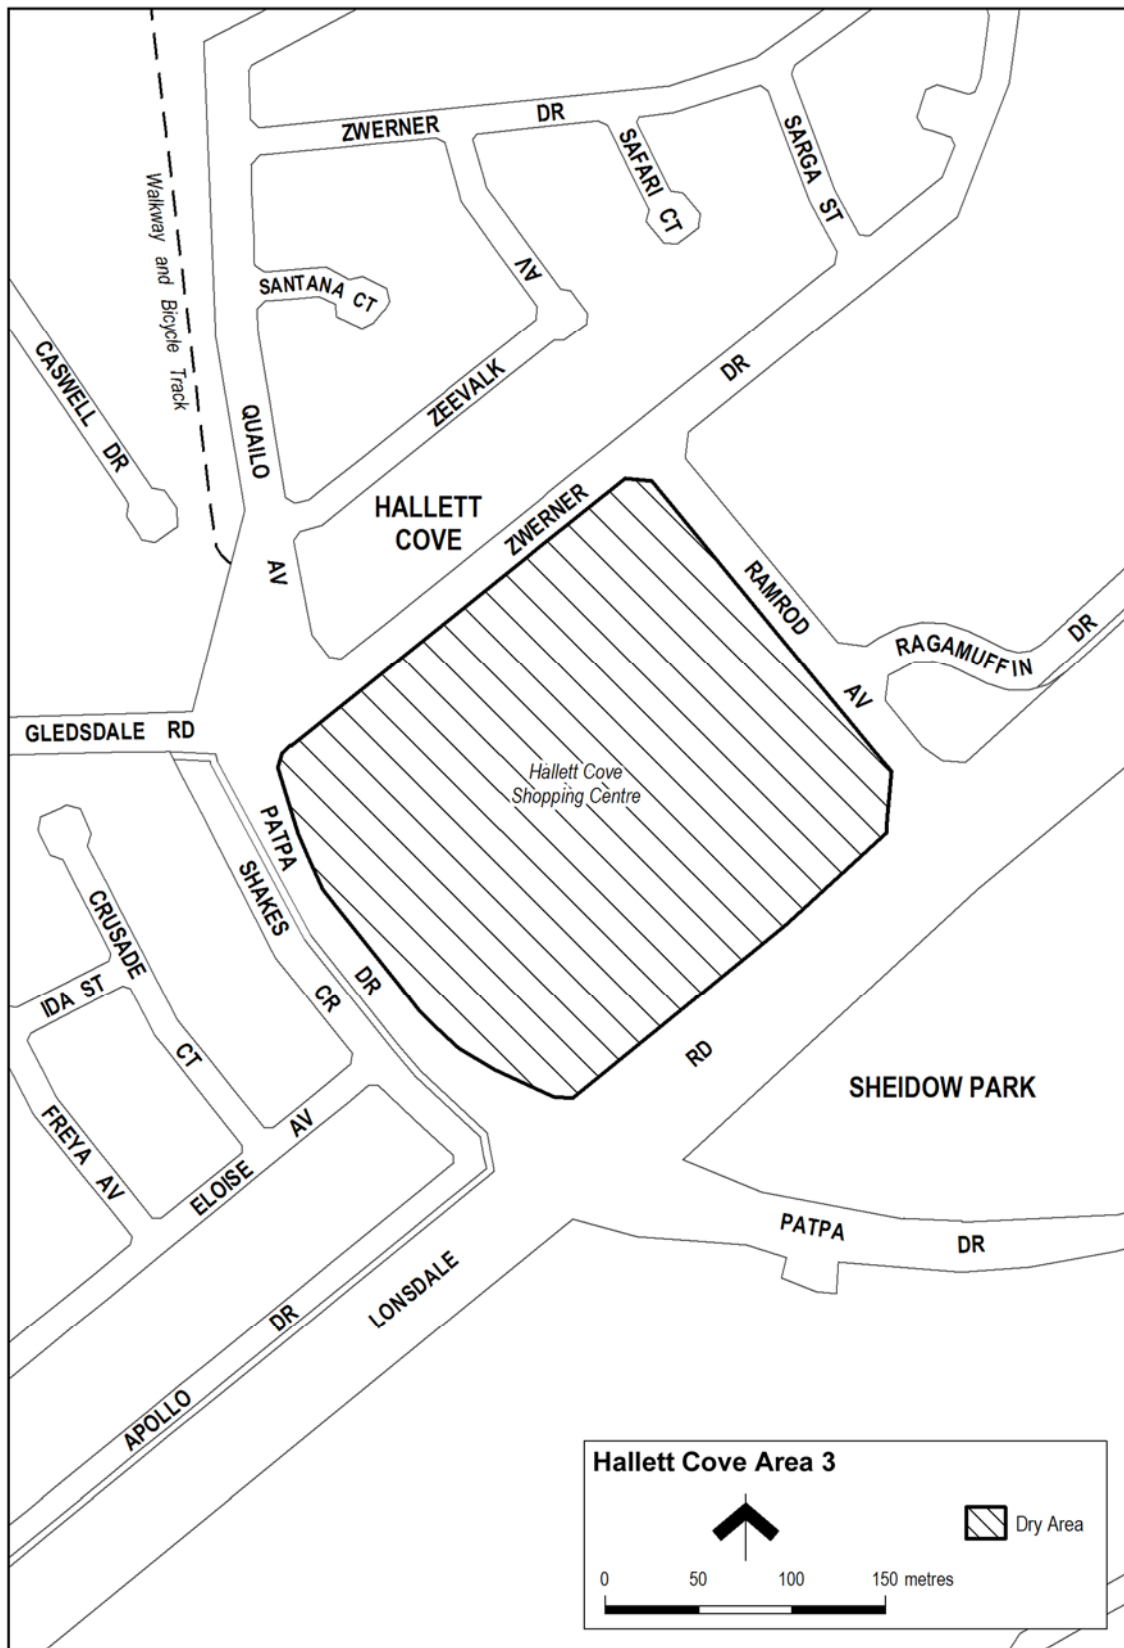 ZWERNER DR
SAFARI CT
SARGA ST
Walkway and Bicycle Track
AV
SANTANA CT
CASWELL DR
QUAILO
ZEEVALK
DR
HALLETT
COVE
ZWERNER
AV
RAMROD
RAGAMUFFIN DR
AV
GLEDSDALE RD
Hallett Cove
Shopping Centre
PATPA
SHAKES
CRUSADE
DR
CR
IDA ST
CT
RD
SHEIDOW PARK
FREYA AV
AV
ELOISE
PATPA DR
LONSDALE
DR
APOLLO
Hallett Cove Area 3
Dry Area
0 50 100 150 metres